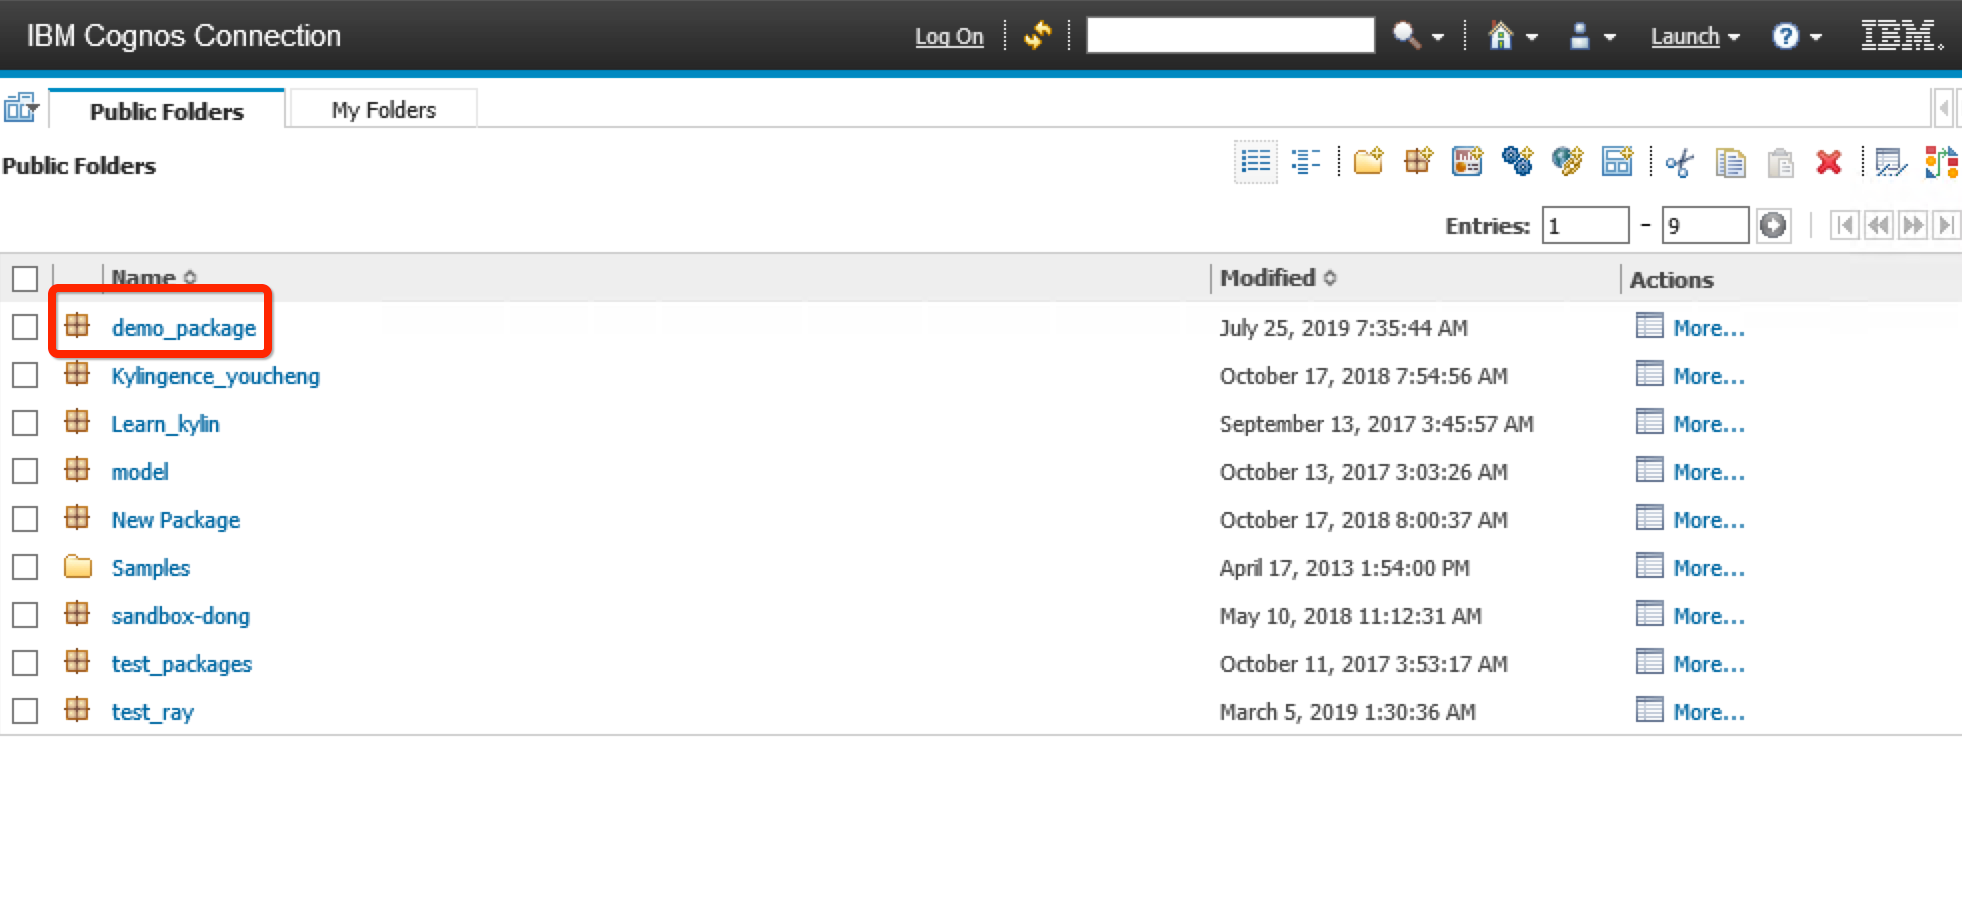 IBM Cognos Connection Log On Launch ? IBM.
Public Folders My Folders
Public Folders
Entries: 1 - 9
Name Modified Actions
demo_package July 25, 2019 7:35:44 AM More...
Kylingence_youcheng October 17, 2018 7:54:56 AM More...
Learn_kylin September 13, 2017 3:45:57 AM More...
model October 13, 2017 3:03:26 AM More...
New Package October 17, 2018 8:00:37 AM More...
Samples April 17, 2013 1:54:00 PM More...
sandbox-dong May 10, 2018 11:12:31 AM More...
test_packages October 11, 2017 3:53:17 AM More...
test_ray March 5, 2019 1:30:36 AM More...